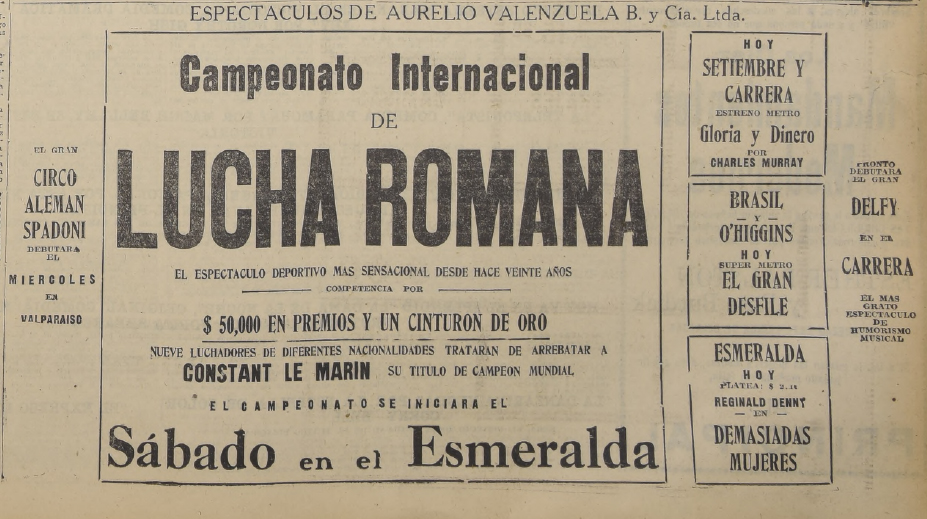 ESPECTACULOS DE AURELIO VALENZUELA B. y Cía. Ltda.
EL GRAN
CIRCO
ALEMAN
SPADONI
DEBUTARA
EL
MIERCOLES
EN
VALPARAISO
Campeonato Internacional
DE
LUCHA ROMANA
EL ESPECTACULO DEPORTIVO MAS SENSACIONAL DESDE HACE VEINTE AÑOS
COMPETENCIA POR
$ 50,000 EN PREMIOS Y UN CINTURON DE ORO
NUEVE LUCHADORES DE DIFERENTES NACIONALIDADES TRATARAN DE ARREBATAR A
CONSTANT LE MARIN SU TITULO DE CAMPEON MUNDIAL
EL CAMPEONATO SE INICIARA EL
Sábado en el Esmeralda
HOY
SETIEMBRE Y
CARRERA
ESTRENO METRO
Gloria y Dinero
POR
CHARLES MURRAY
BRASIL
— Y —
O'HIGGINS
HOY
SUPER METRO
EL GRAN
DESFILE
ESMERALDA
HOY
PLATEA: $
REGINALD DENNY
— EN —
DEMASIADAS
MUJERES
PRONTO
DEBUTARA
EL GRAN
DELFY
EN EL
CARRERA
EL MAS
GRATO
ESPECTACULO
DE
HUMORISMO
MUSICAL